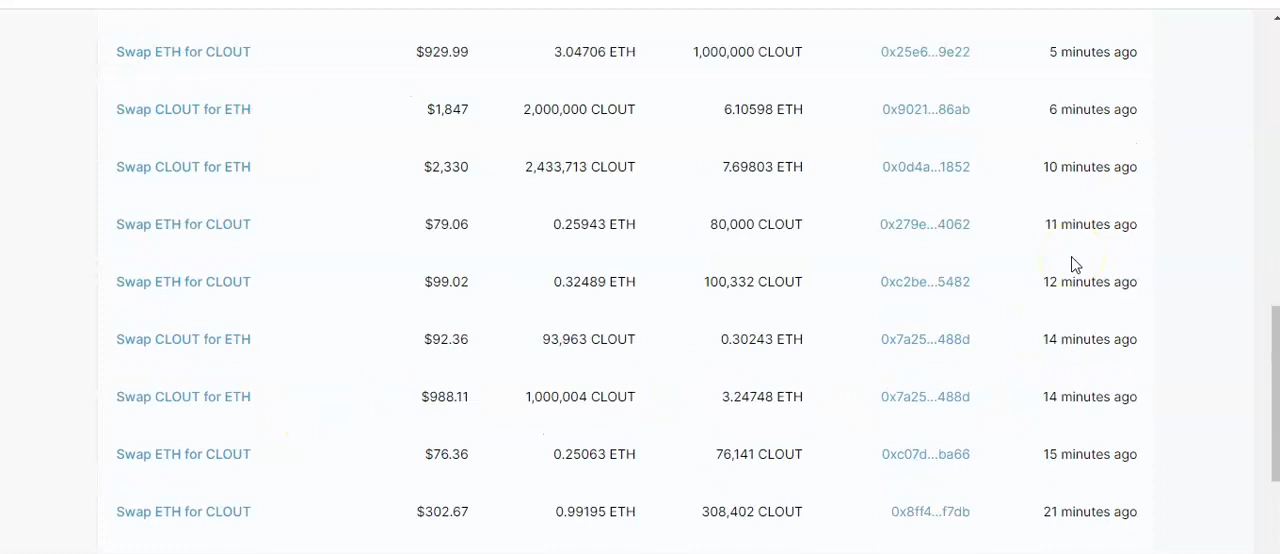 Swap ETH for CLOUT $929.99 3.04706 ETH 1,000,000 CLOUT 0x25e6...9e22 5 minutes ago
Swap CLOUT for ETH $1,847 2,000,000 CLOUT 6.10598 ETH 0x9021...86ab 6 minutes ago
Swap CLOUT for ETH $2,330 2,433,713 CLOUT 7.69803 ETH 0x0d4a...1852 10 minutes ago
Swap ETH for CLOUT $79.06 0.25943 ETH 80,000 CLOUT 0x279e...4062 11 minutes ago
Swap ETH for CLOUT $99.02 0.32489 ETH 100,332 CLOUT 0xc2be...5482 12 minutes ago
Swap CLOUT for ETH $92.36 93,963 CLOUT 0.30243 ETH 0x7a25...488d 14 minutes ago
Swap CLOUT for ETH $988.11 1,000,004 CLOUT 3.24748 ETH 0x7a25...488d 14 minutes ago
Swap ETH for CLOUT $76.36 0.25063 ETH 76,141 CLOUT 0xc07d...ba66 15 minutes ago
Swap ETH for CLOUT $302.67 0.99195 ETH 308,402 CLOUT 0x8ff4...f7db 21 minutes ago